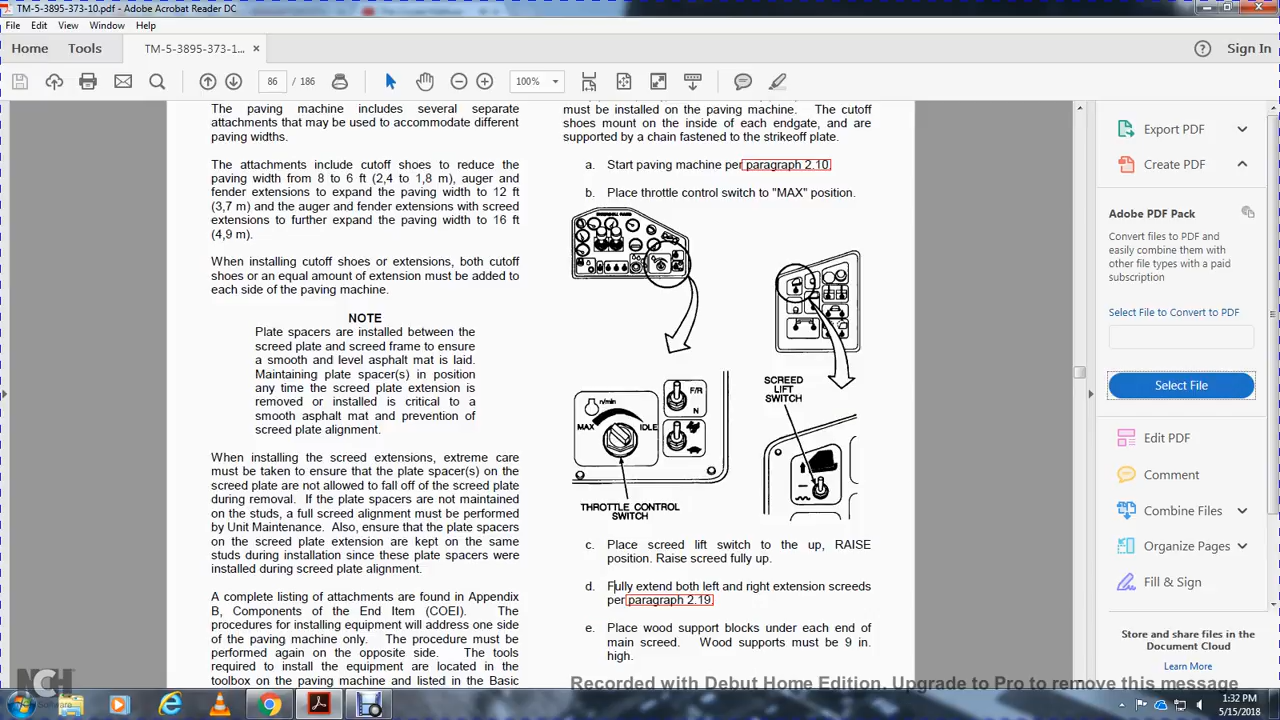 TM-5-3895-373-10.pdf - Adobe Acrobat Reader DC
File Edit View Window Help
Home Tools TM-5-3895-373-1... × Sign In
86 / 186 100%
The paving machine includes several separate
attachments that may be used to accommodate different
paving widths.
The attachments include cutoff shoes to reduce the
paving width from 8 to 6 ft (2,4 to 1,8 m), auger and
fender extensions to expand the paving width to 12 ft
(3,7 m) and the auger and fender extensions with screed
extensions to further expand the paving width to 16 ft
(4,9 m).
When installing cutoff shoes or extensions, both cutoff
shoes or an equal amount of extension must be added to
each side of the paving machine.
NOTE
Plate spacers are installed between the
screed plate and screed frame to ensure
a smooth and level asphalt mat is laid.
Maintaining plate spacer(s) in position
any time the screed plate extension is
removed or installed is critical to a
smooth asphalt mat and prevention of
screed plate alignment.
When installing the screed extensions, extreme care
must be taken to ensure that the plate spacer(s) on the
screed plate are not allowed to fall off of the screed plate
during removal. If the plate spacers are not maintained
on the studs, a full screed alignment must be performed
by Unit Maintenance. Also, ensure that the plate spacers
on the screed plate extension are kept on the same
studs during installation since these plate spacers were
installed during screed plate alignment.
A complete listing of attachments are found in Appendix
B, Components of the End Item (COEI). The
procedures for installing equipment will address one side
of the paving machine only. The procedure must be
performed again on the opposite side. The tools
required to install the equipment are located in the
toolbox on the paving machine and listed in the Basic
must be installed on the paving machine. The cutoff
shoes mount on the inside of each endgate, and are
supported by a chain fastened to the strikeoff plate.
a. Start paving machine per paragraph 2.10
b. Place throttle control switch to "MAX" position.
SCREED
LIFT
SWITCH
n/min
MAX IDLE
F/R
N
THROTTLE CONTROL
SWITCH
c. Place screed lift switch to the up, RAISE
position. Raise screed fully up.
d. Fully extend both left and right extension screeds
per paragraph 2.19
e. Place wood support blocks under each end of
main screed. Wood supports must be 9 in.
high.
Export PDF
Create PDF
Adobe PDF Pack
Convert files to PDF and
easily combine them with
other file types with a paid
subscription
Select File to Convert to PDF
Select File
Edit PDF
Comment
Combine Files
Organize Pages
Fill & Sign
Store and share files in the
Document Cloud
Learn More
NCH
Software
Recorded with Debut Home Edition. Upgrade to Pro to remove this message
1:32 PM
5/15/2018